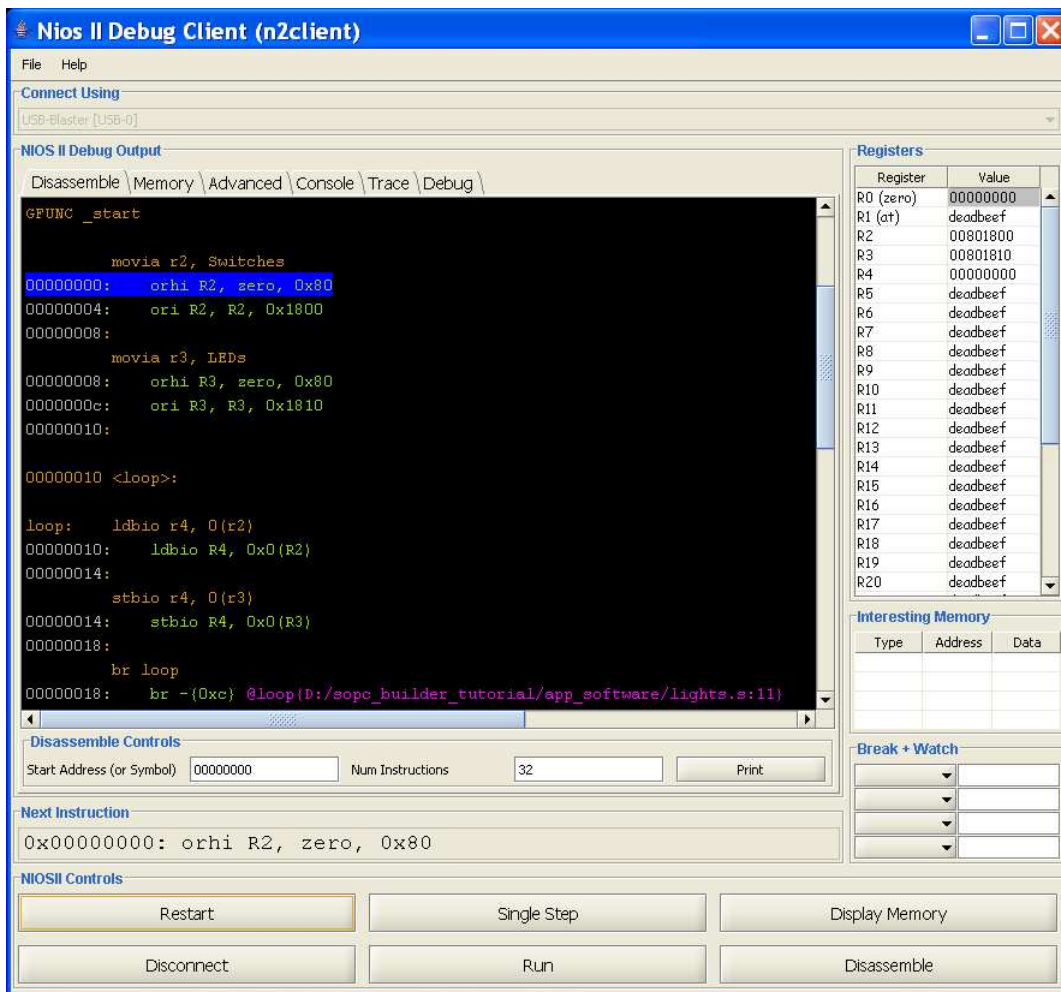 Nios II Debug Client (n2client)
File Help
Connect Using
USB-Blaster [USB-0]
NIOS II Debug Output
Disassemble Memory Advanced Console Trace Debug
GFUNC _start
movia r2, Switches
00000000: orhi R2, zero, 0x80
00000004: ori R2, R2, 0x1800
00000008:
movia r3, LEDs
00000008: orhi R3, zero, 0x80
0000000c: ori R3, R3, 0x1810
00000010:
00000010 <loop>:
loop: ldbio r4, 0(r2)
00000010: ldbio R4, 0x0(R2)
00000014:
stbio r4, 0(r3)
00000014: stbio R4, 0x0(R3)
00000018:
br loop
00000018: br -{0xc} @loop{D:/sopc_builder_tutorial/app_software/lights.s:11}
Disassemble Controls
Start Address (or Symbol) 00000000 Num Instructions 32 Print
Next Instruction
0x00000000: orhi R2, zero, 0x80
NIOSII Controls
Restart Single Step Display Memory
Disconnect Run Disassemble
Registers
Register Value
R0 (zero) 00000000
R1 (at) deadbeef
R2 00801800
R3 00801810
R4 00000000
R5 deadbeef
R6 deadbeef
R7 deadbeef
R8 deadbeef
R9 deadbeef
R10 deadbeef
R11 deadbeef
R12 deadbeef
R13 deadbeef
R14 deadbeef
R15 deadbeef
R16 deadbeef
R17 deadbeef
R18 deadbeef
R19 deadbeef
R20 deadbeef
Interesting Memory
Type Address Data
Break + Watch